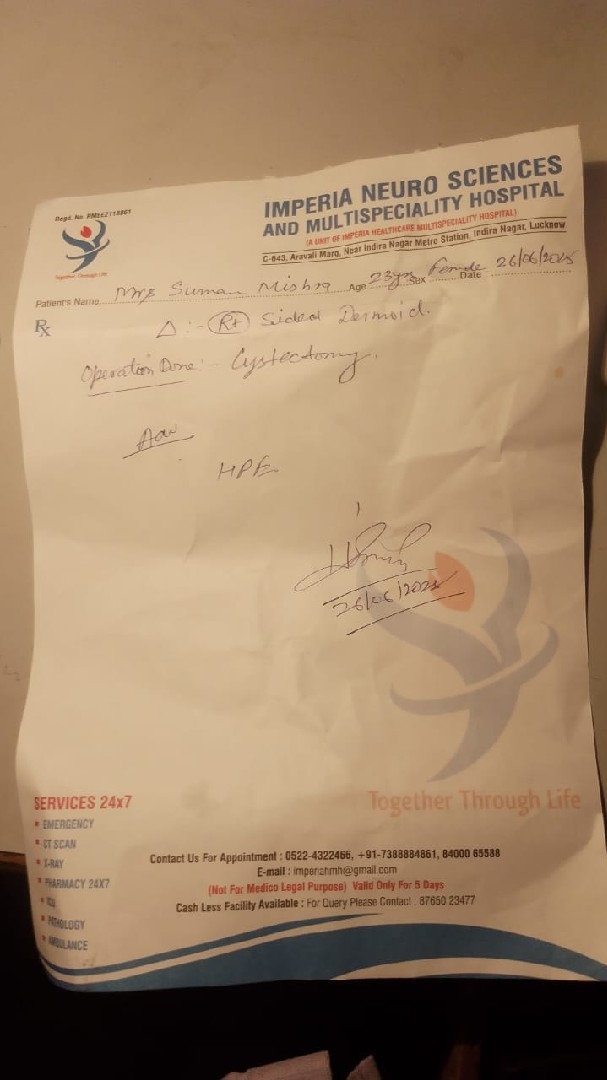 Regd. No. RMEE2119861
IMPERIA NEURO SCIENCES
AND MULTISPECIALITY HOSPITAL
(A UNIT OF IMPERIA HEALTHCARE MULTISPECIALITY HOSPITAL)
C-643, Aravali Marg, Near Indira Nagar Metro Station, Indira Nagar, Lucknow
Together Through Life
Patient's Name Suman Mishra Age 23yrs Sex Female Date 26/06/2025
Rx
Δ :- (Rt) Sided Dermoid.
Operation Done :- Cystectomy.
HPE
26/06/2025
Together Through Life
SERVICES 24x7
• EMERGENCY
• CT SCAN
• X-RAY
• PHARMACY 24X7
• ICU
• PATHOLOGY
• AMBULANCE
Contact Us For Appointment : 0522-4322466, +91-7388884861, 84000 65588
E-mail : imperiahmh@gmail.com
(Not For Medico Legal Purpose) Valid Only For 5 Days
Cash Less Facility Available : For Query Please Contact : 87650 23477